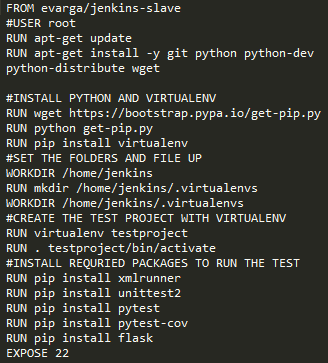 FROM evarga/jenkins-slave
#USER root
RUN apt-get update
RUN apt-get install -y git python python-dev
python-distribute wget
#INSTALL PYTHON AND VIRTUALENV
RUN wget https://bootstrap.pypa.io/get-pip.py
RUN python get-pip.py
RUN pip install virtualenv
#SET THE FOLDERS AND FILE UP
WORKDIR /home/jenkins
RUN mkdir /home/jenkins/.virtualenvs
WORKDIR /home/jenkins/.virtualenvs
#CREATE THE TEST PROJECT WITH VIRTUALENV
RUN virtualenv testproject
RUN . testproject/bin/activate
#INSTALL REQURIED PACKAGES TO RUN THE TEST
RUN pip install xmlrunner
RUN pip install unittest2
RUN pip install pytest
RUN pip install pytest-cov
RUN pip install flask
EXPOSE 22